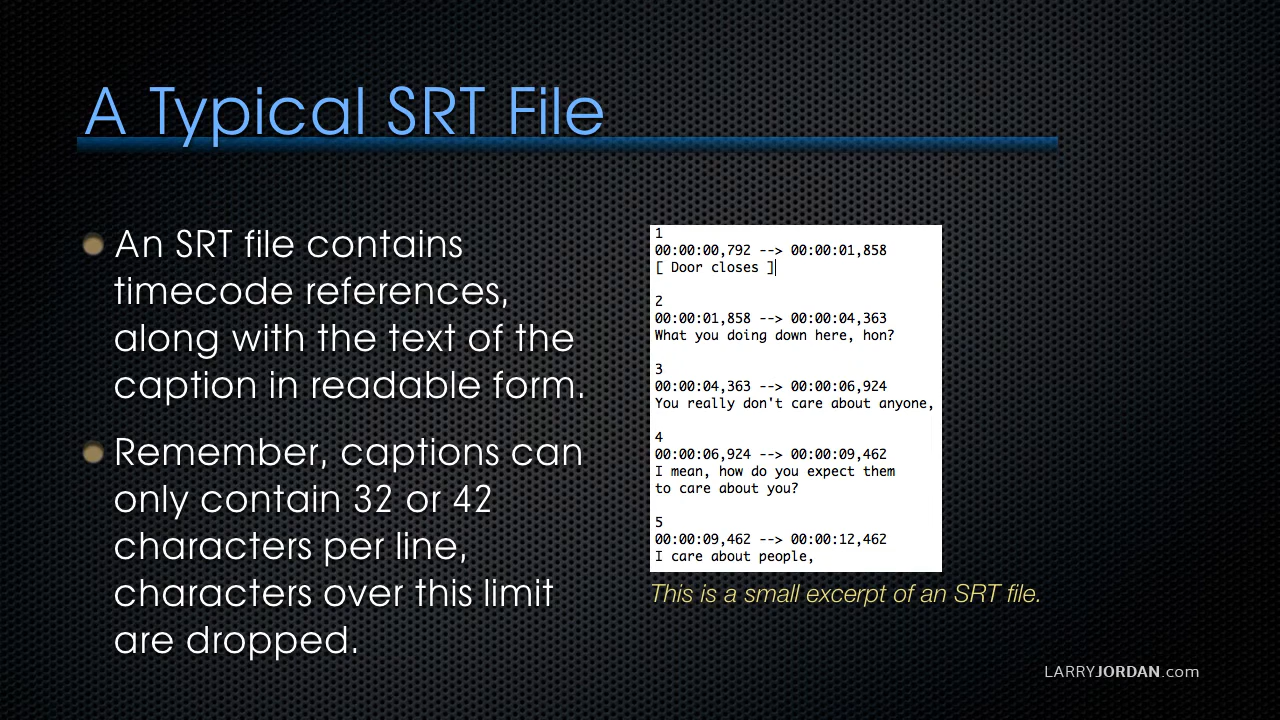 A Typical SRT File
An SRT file contains
timecode references,
along with the text of the
caption in readable form.
Remember, captions can
only contain 32 or 42
characters per line,
characters over this limit
are dropped.
1
00:00:00,792 --> 00:00:01,858
[ Door closes ]
2
00:00:01,858 --> 00:00:04,363
What you doing down here, hon?
3
00:00:04,363 --> 00:00:06,924
You really don't care about anyone,
4
00:00:06,924 --> 00:00:09,462
I mean, how do you expect them
to care about you?
5
00:00:09,462 --> 00:00:12,462
I care about people,
This is a small excerpt of an SRT file.
LARRYJORDAN.com